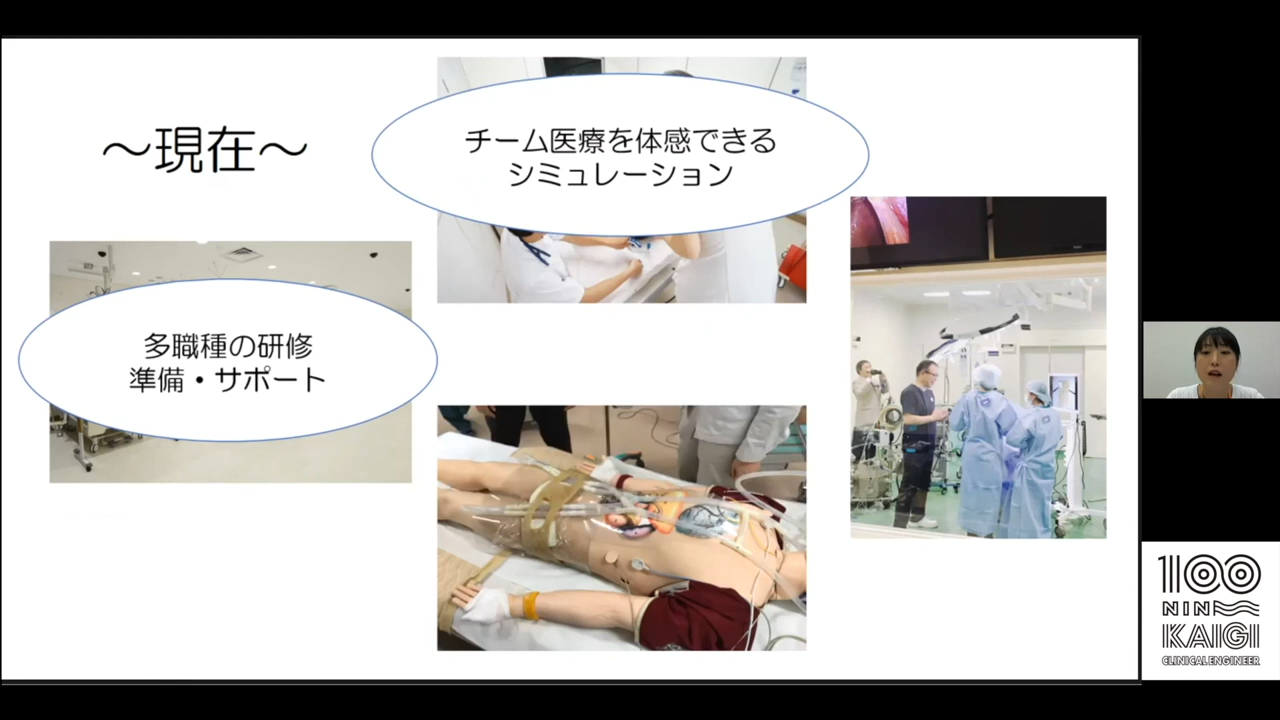 ～現在～
チーム医療を体感できる
シミュレーション
多職種の研修
準備・サポート
100
NIN
KAIGI
CLINICAL ENGINEER